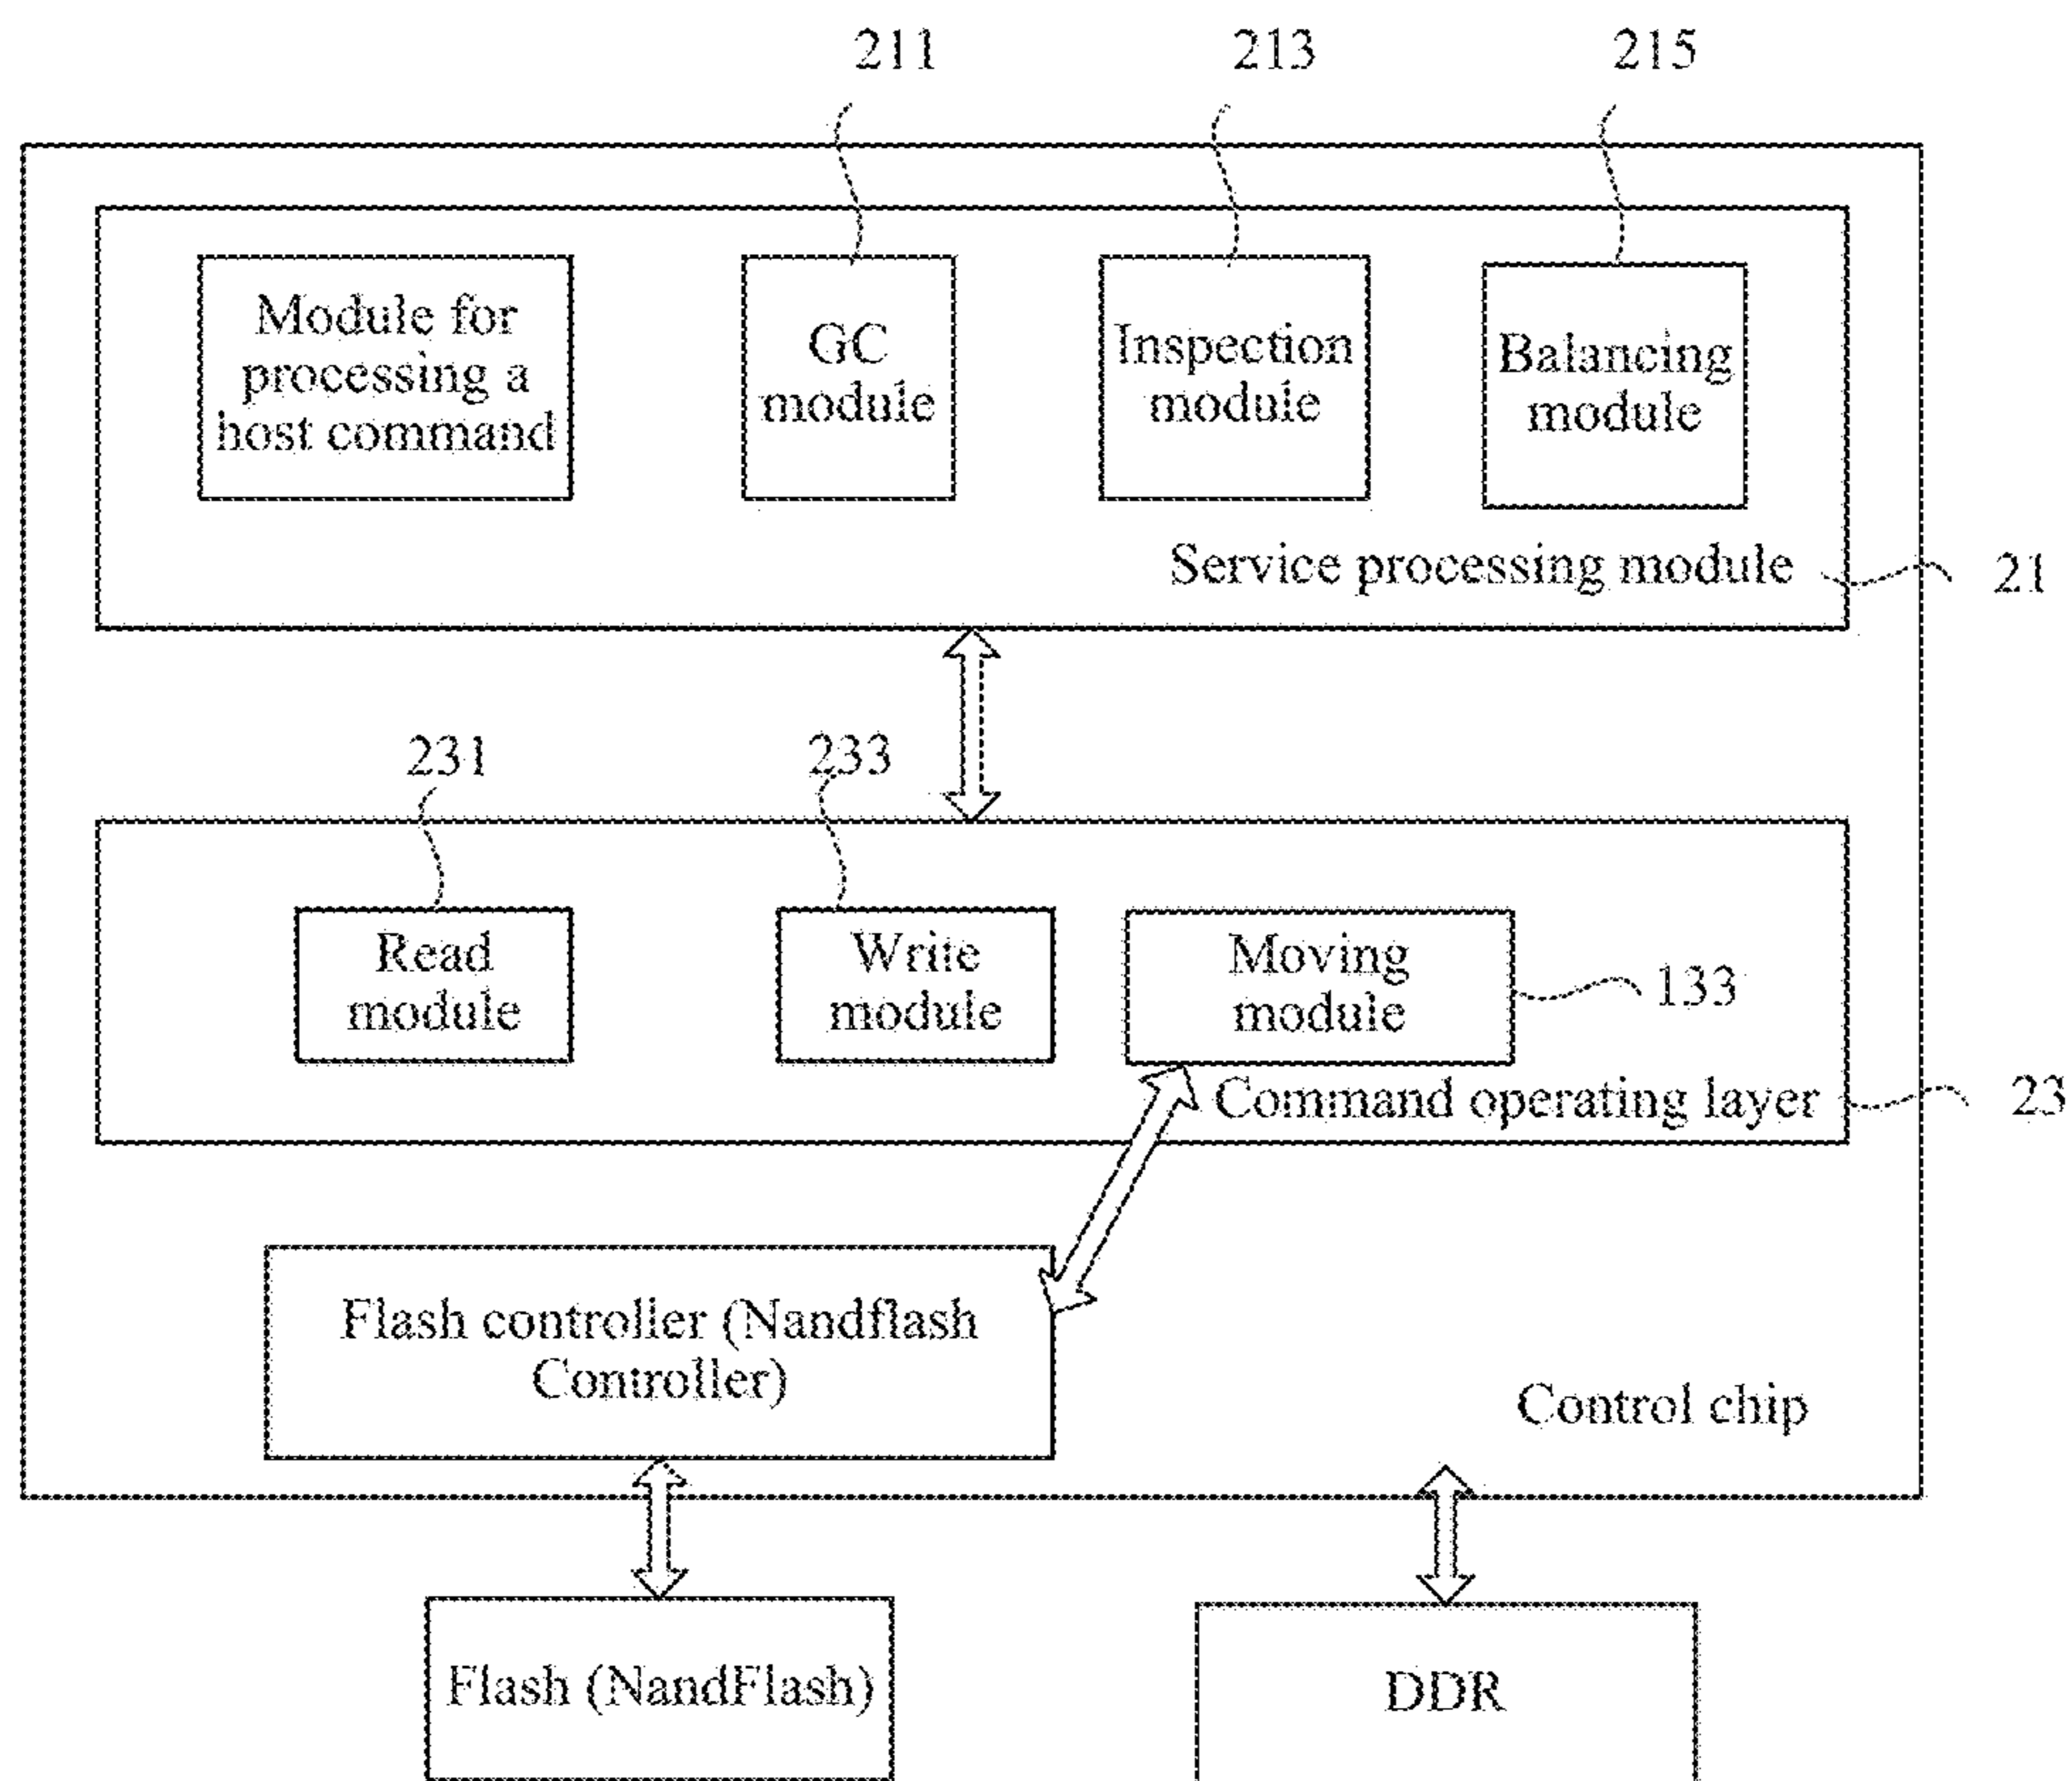 211
213
215
Module for
processing a
host command
GC
module
Inspection
module
Balancing
module
Service processing module
21
231
233
Read
module
Write
module
Moving
module
133
Command operating layer
23
Flash controller (Nandflash
Controller)
Control chip
Flash (NandFlash)
DDR